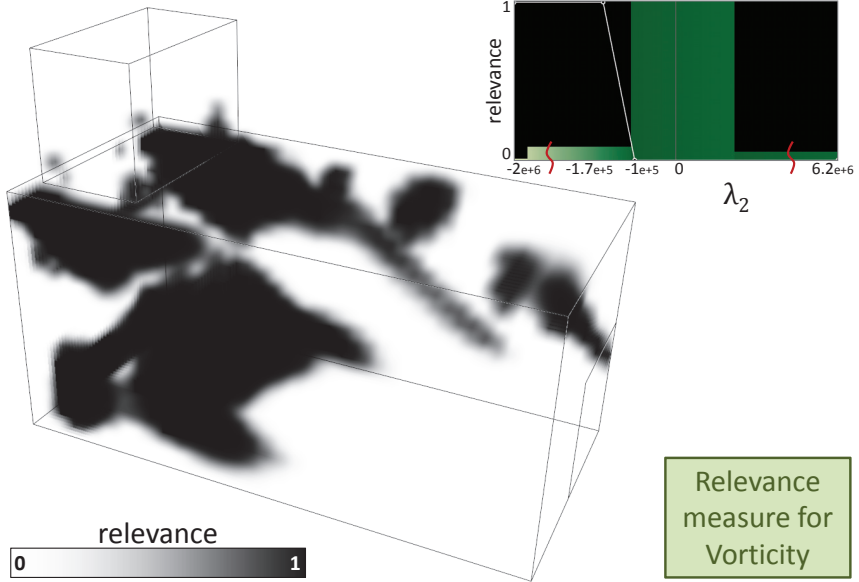 1
relevance
0
-2e+6 -1.7e+5 -1e+5 0 6.2e+6
λ2
relevance
0 1
Relevance
measure for
Vorticity